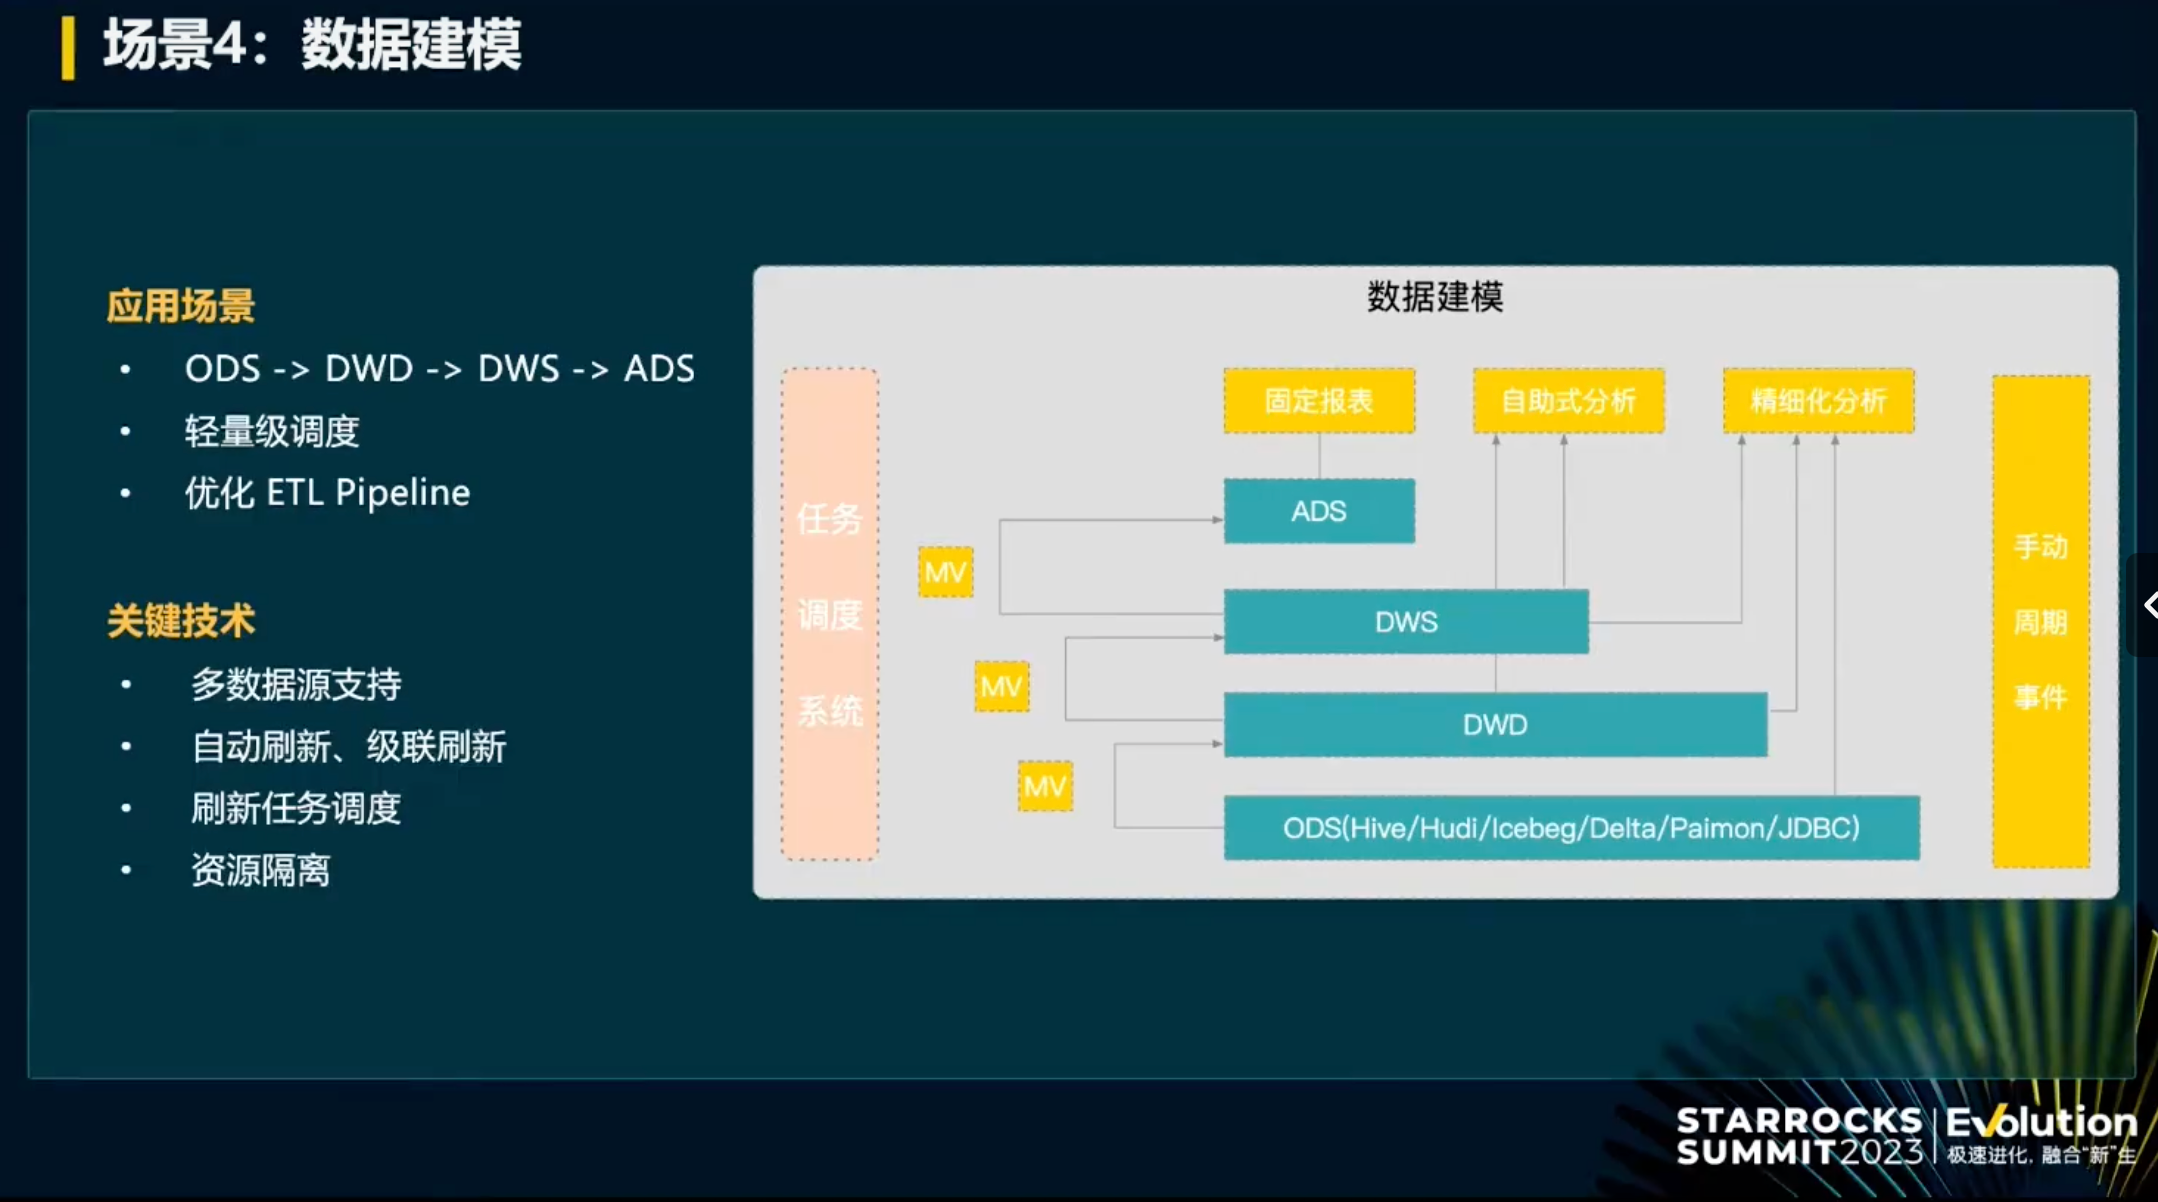 场景4：数据建模
应用场景
• ODS -> DWD -> DWS -> ADS
• 轻量级调度
• 优化 ETL Pipeline
关键技术
• 多数据源支持
• 自动刷新、级联刷新
• 刷新任务调度
• 资源隔离
数据建模
任务
调度
系统
固定报表
自助式分析
精细化分析
ADS
MV
DWS
MV
DWD
MV
ODS(Hive/Hudi/Icebeg/Delta/Paimon/JDBC)
手动
周期
事件
STARROCKS
SUMMIT2023
Evolution
极速进化，融合“新”生